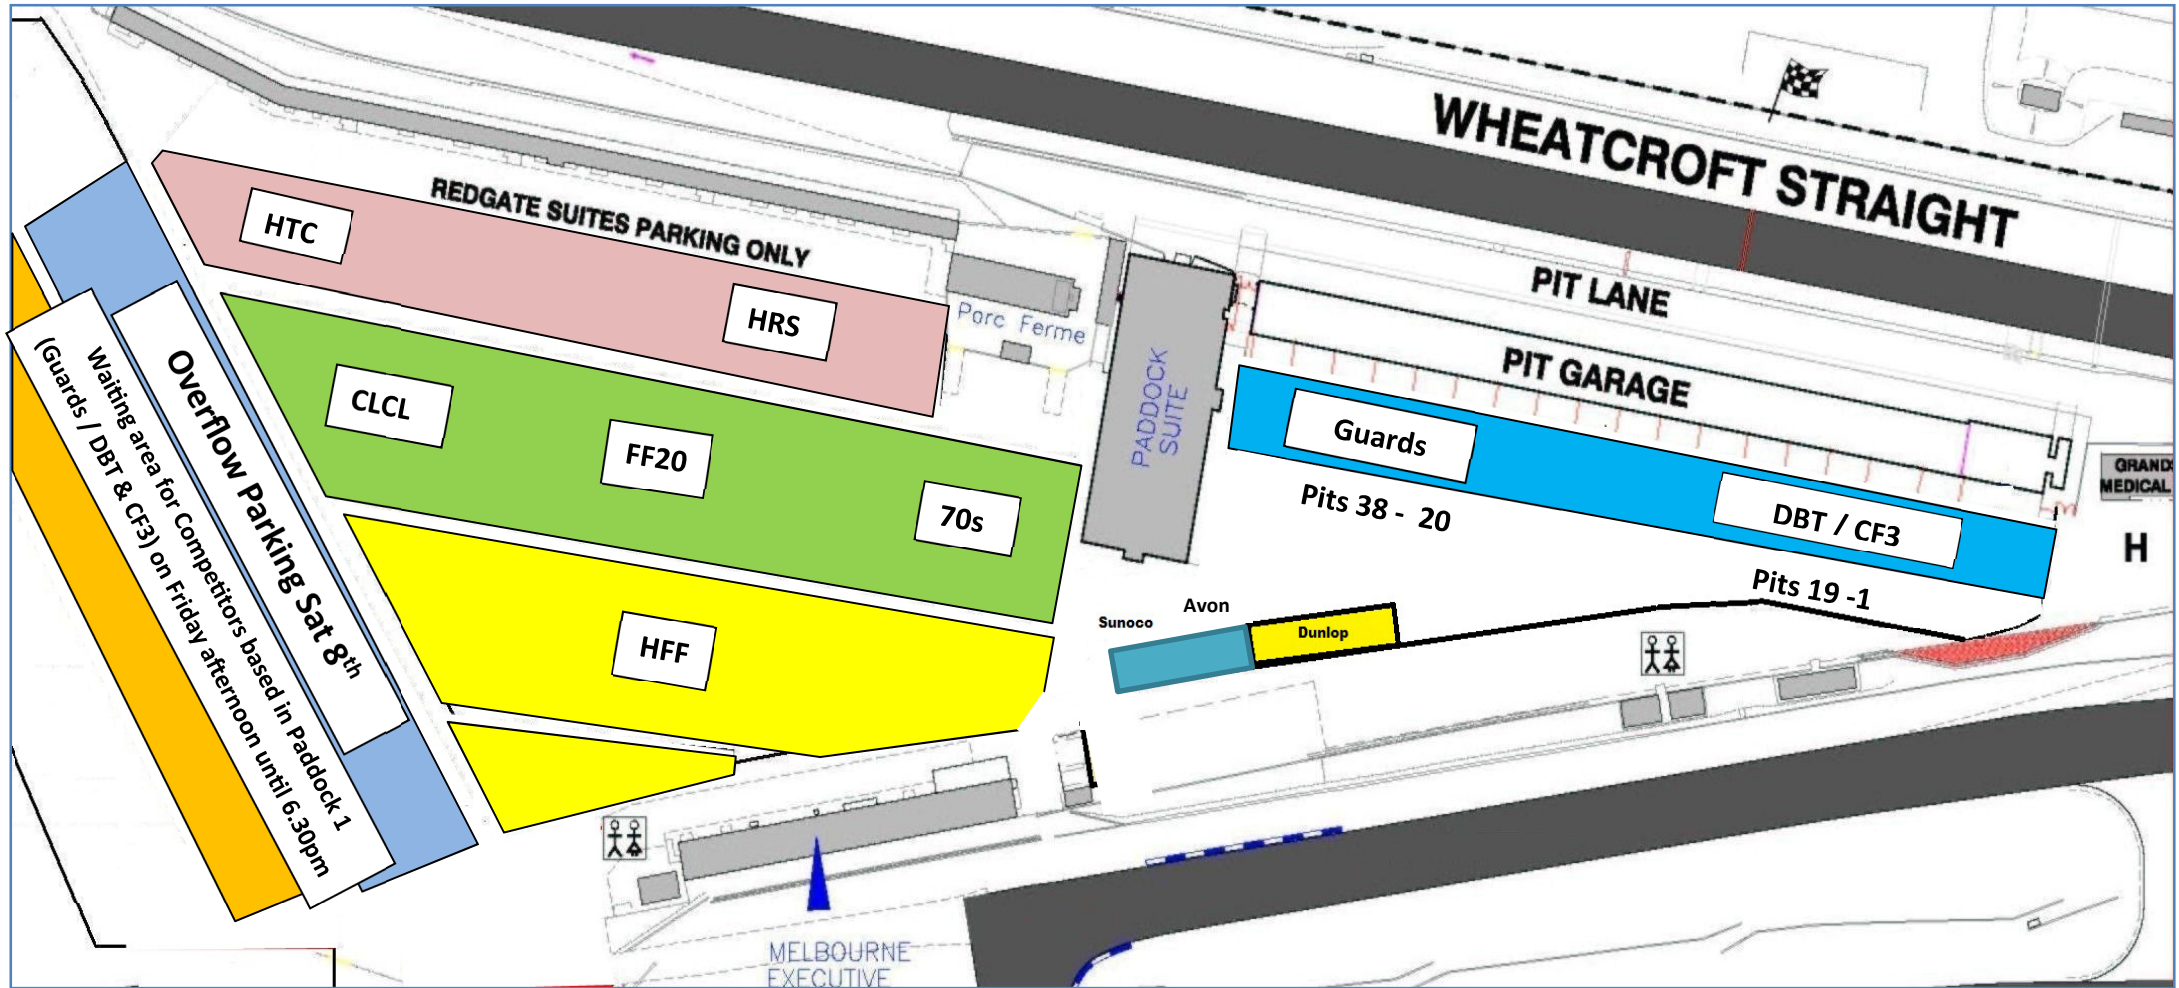 WHEATCROFT STRAIGHT
REDGATE SUITES PARKING ONLY
HTC
HRS
PIT LANE
Porc Ferme
PIT GARAGE
PADDOCK
SUITE
CLCL
FF20
70s
Guards
DBT / CF3
GRAND
MEDICAL
H
Pits 38 - 20
Pits 19 -1
Overflow Parking Sat 8th
Waiting area for Competitors based in Paddock 1
(Guards / DBT & CF3) on Friday afternoon until 6.30pm
HFF
Avon
Sunoco
Dunlop
MELBOURNE
EXECUTIVE